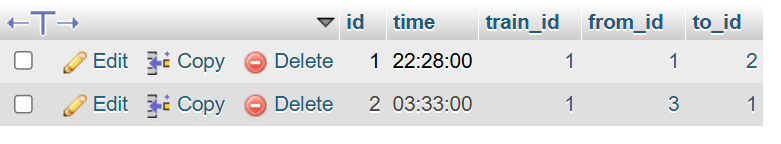 id time train_id from_id to_id
Edit Copy Delete 1 22:28:00 1 1 2
Edit Copy Delete 2 03:33:00 1 3 1